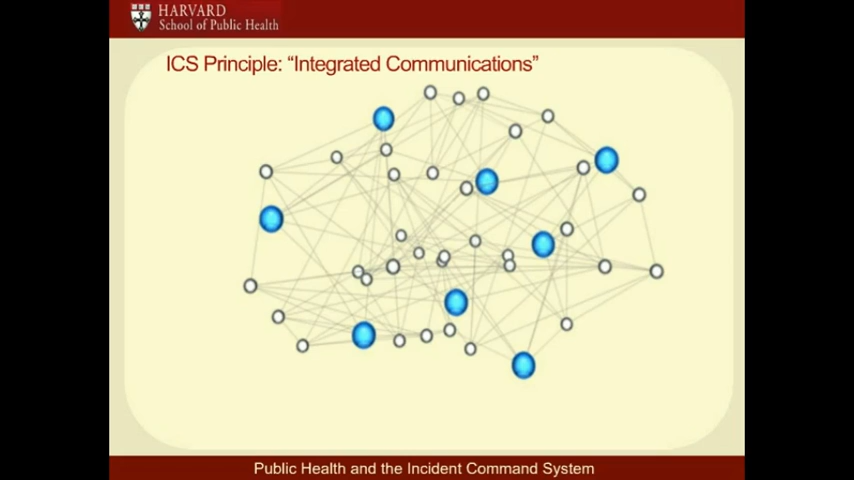 HARVARD
School of Public Health
ICS Principle: “Integrated Communications”
Public Health and the Incident Command System